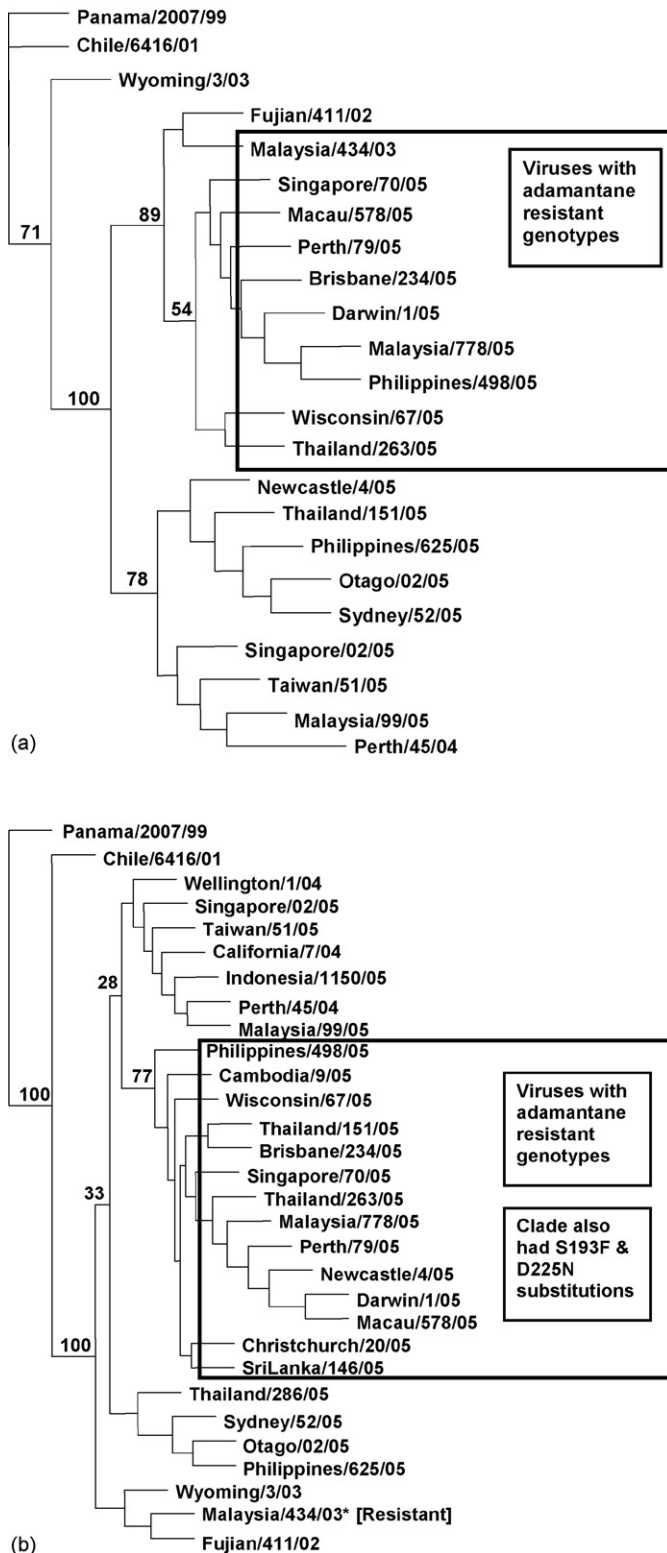 Panama/2007/99
Chile/6416/01
Wyoming/3/03
Fujian/411/02
Malaysia/434/03
Singapore/70/05
Macau/578/05
Perth/79/05
Brisbane/234/05
Darwin/1/05
Malaysia/778/05
Philippines/498/05
Wisconsin/67/05
Thailand/263/05
Newcastle/4/05
Thailand/151/05
Philippines/625/05
Otago/02/05
Sydney/52/05
Singapore/02/05
Taiwan/51/05
Malaysia/99/05
Perth/45/04
71
89
54
100
78
Viruses with
adamantane
resistant
genotypes
(a)
Panama/2007/99
Chile/6416/01
Wellington/1/04
Singapore/02/05
Taiwan/51/05
California/7/04
Indonesia/1150/05
Perth/45/04
Malaysia/99/05
Philippines/498/05
Cambodia/9/05
Wisconsin/67/05
Thailand/151/05
Brisbane/234/05
Singapore/70/05
Thailand/263/05
Malaysia/778/05
Perth/79/05
Newcastle/4/05
Darwin/1/05
Macau/578/05
Christchurch/20/05
SriLanka/146/05
Thailand/286/05
Sydney/52/05
Otago/02/05
Philippines/625/05
Wyoming/3/03
Malaysia/434/03* [Resistant]
Fujian/411/02
28
77
100
33
100
Viruses with
adamantane
resistant
genotypes
Clade also
had S193F &
D225N
substitutions
(b)